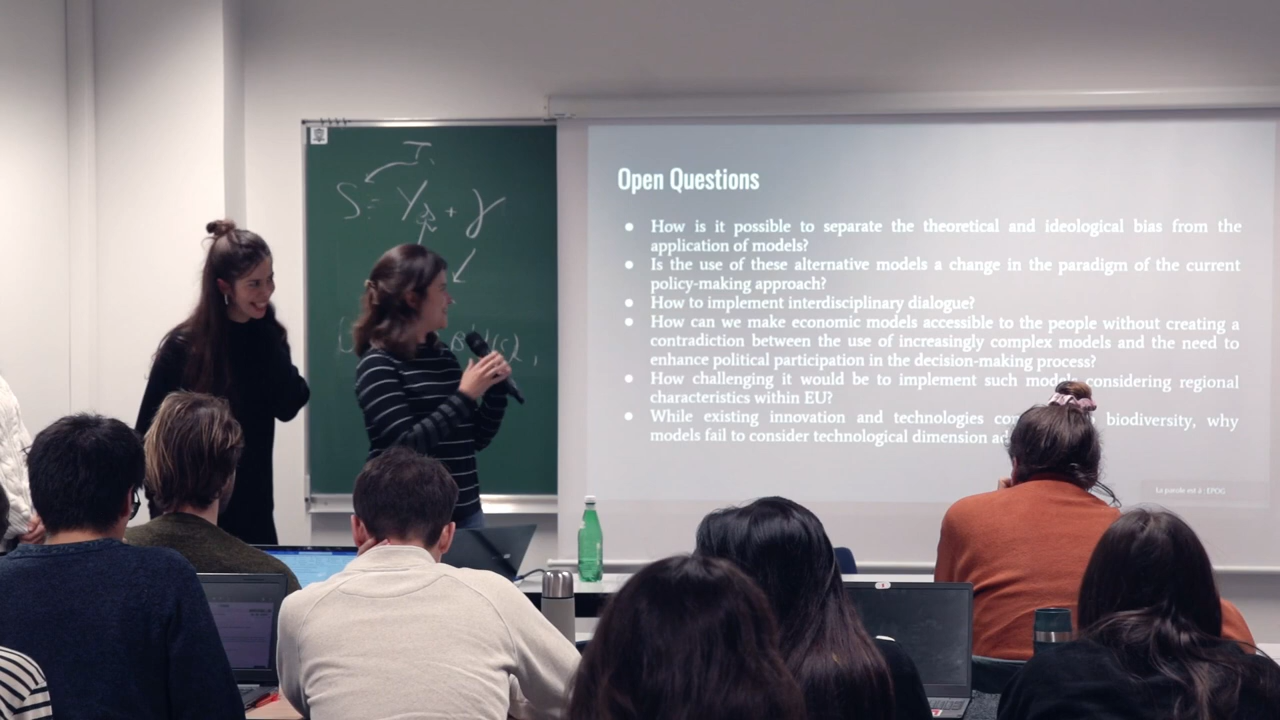 T.
S = Y + γ
Open Questions
● How is it possible to separate the theoretical and ideological bias from the
application of models?
● Is the use of these alternative models a change in the paradigm of the current
policy-making approach?
● How to implement interdisciplinary dialogue?
● How can we make economic models accessible to the people without creating a
contradiction between the use of increasingly complex models and the need to
enhance political participation in the decision-making process?
● How challenging it would be to implement such models considering regional
characteristics within EU?
● While existing innovation and technologies biodiversity, why
models fail to consider technological dimension
La parole est à : EPOG